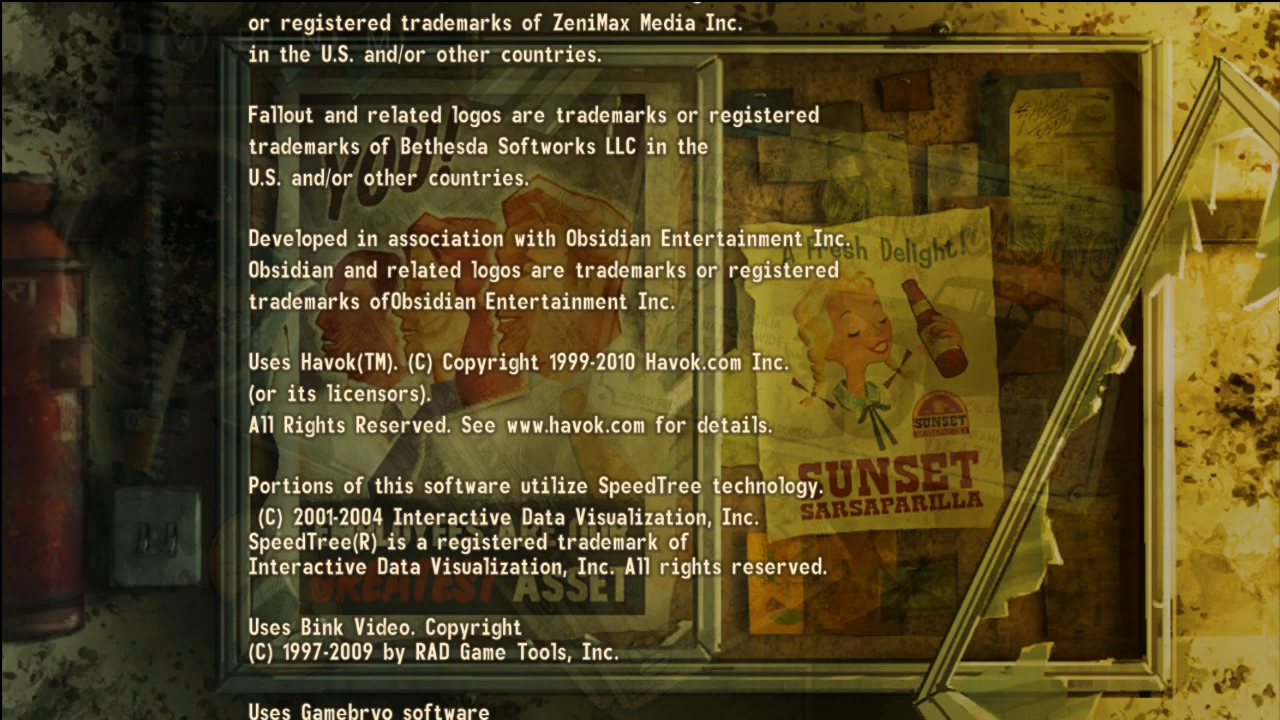 or registered trademarks of ZeniMax Media Inc.
in the U.S. and/or other countries.
Fallout and related logos are trademarks or registered
trademarks of Bethesda Softworks LLC in the
U.S. and/or other countries.
Developed in association with Obsidian Entertainment Inc.
Obsidian and related logos are trademarks or registered
trademarks ofObsidian Entertainment Inc.
Uses Havok(TM). (C) Copyright 1999-2010 Havok.com Inc.
(or its licensors).
All Rights Reserved. See www.havok.com for details.
Portions of this software utilize SpeedTree technology.
(C) 2001-2004 Interactive Data Visualization, Inc.
SpeedTree(R) is a registered trademark of
Interactive Data Visualization, Inc. All rights reserved.
Uses Bink Video. Copyright
(C) 1997-2009 by RAD Game Tools, Inc.
Uses Gamebryo software
YOU!
GREATEST ASSET
A Fresh Delight!
SUNSET
SUNSET
SARSAPARILLA